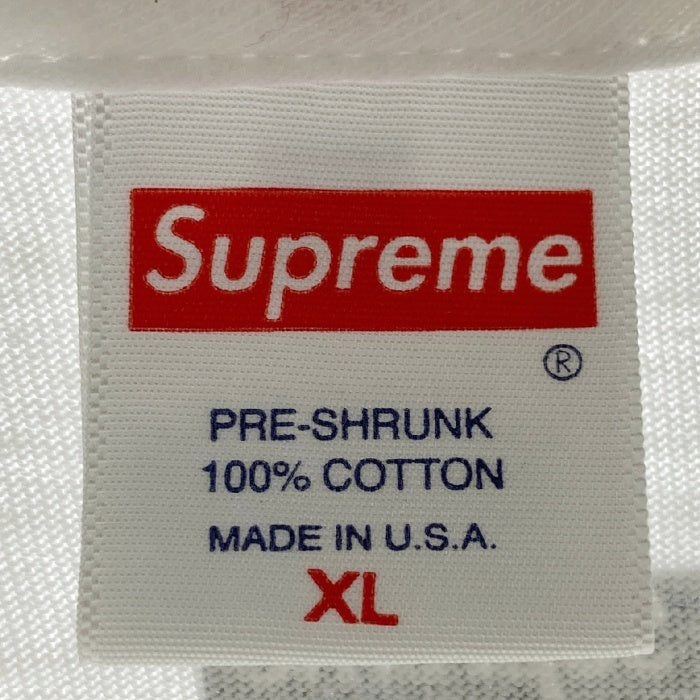 Supreme
®
PRE-SHRUNK
100% COTTON
MADE IN U.S.A.
XL